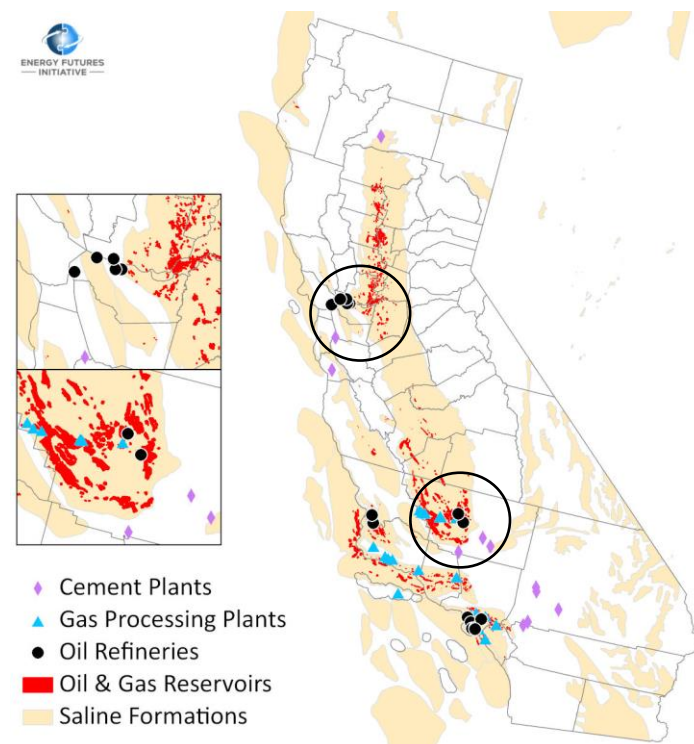 ENERGY FUTURES
INITIATIVE
Cement Plants
Gas Processing Plants
Oil Refineries
Oil & Gas Reservoirs
Saline Formations